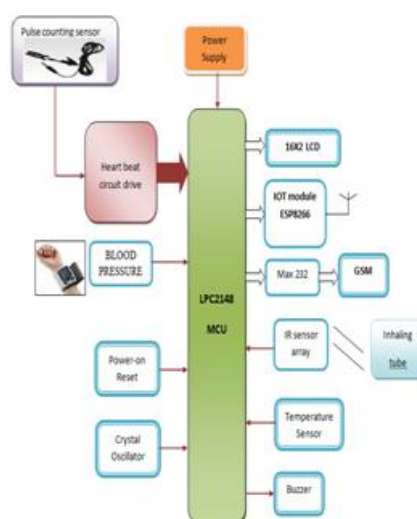 Pulse counting sensor
Power
Supply
Heart beat
circuit drive
16X2 LCD
IOT module
ESP8266
BLOOD
PRESSURE
Max 232
GSM
LPC2148
MCU
IR sensor
array
Inhaling
tube
Power-on
Reset
Temperature
Sensor
Crystal
Oscillator
Buzzer